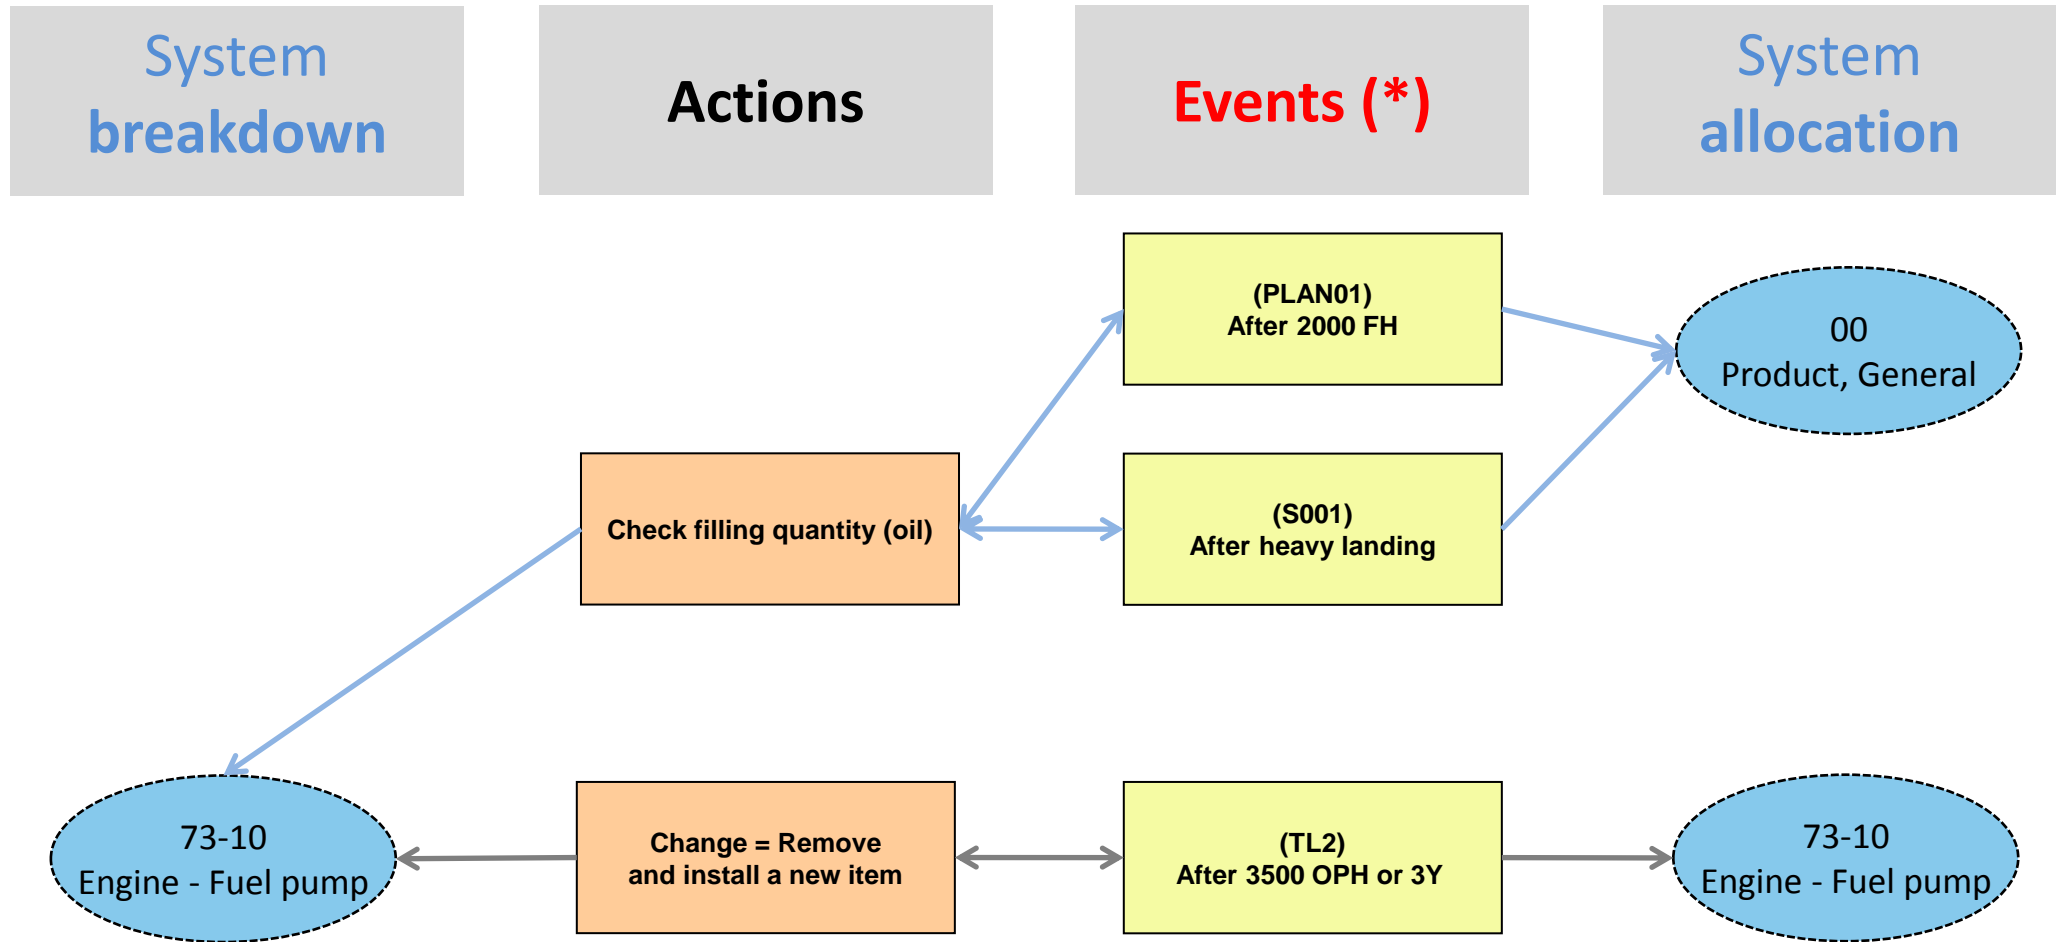 System
breakdown
Actions
Events (*)
System
allocation
(PLAN01)
After 2000 FH
00
Product, General
Check filling quantity (oil)
(S001)
After heavy landing
73-10
Engine - Fuel pump
Change = Remove
and install a new item
(TL2)
After 3500 OPH or 3Y
73-10
Engine - Fuel pump